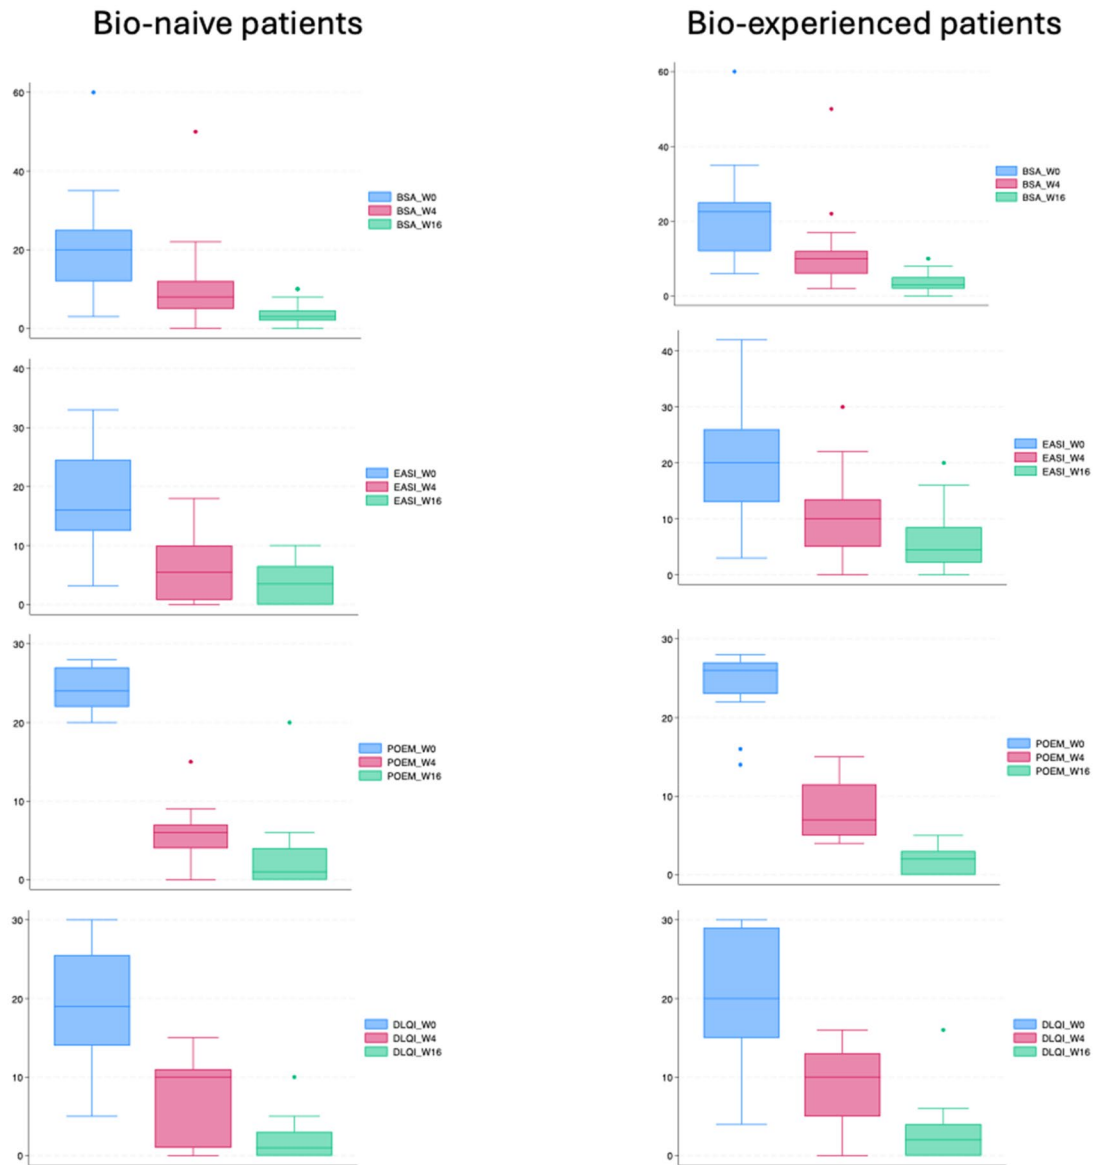 Bio-naive patients
Bio-experienced patients
60
40
20
0
BSA_W0
BSA_W4
BSA_W16
60
40
20
0
BSA_W0
BSA_W4
BSA_W16
40
30
20
10
0
EASI_W0
EASI_W4
EASI_W16
40
30
20
10
0
EASI_W0
EASI_W4
EASI_W16
30
20
10
0
POEM_W0
POEM_W4
POEM_W16
30
20
10
0
POEM_W0
POEM_W4
POEM_W16
30
20
10
0
DLQI_W0
DLQI_W4
DLQI_W16
30
20
10
0
DLQI_W0
DLQI_W4
DLQI_W16